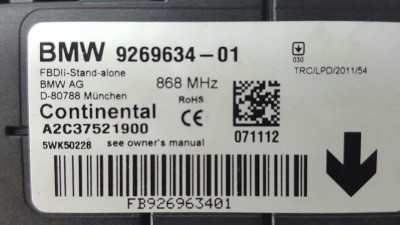 BMW 9269634-01
FBDII-Stand-alone
BMW AG
D-80788 München
868 MHz
RoHS
CE
030
TRC/LPD/2011/54
Continental
A2C37521900
5WK50228
see owner's manual
071112
FB926963401